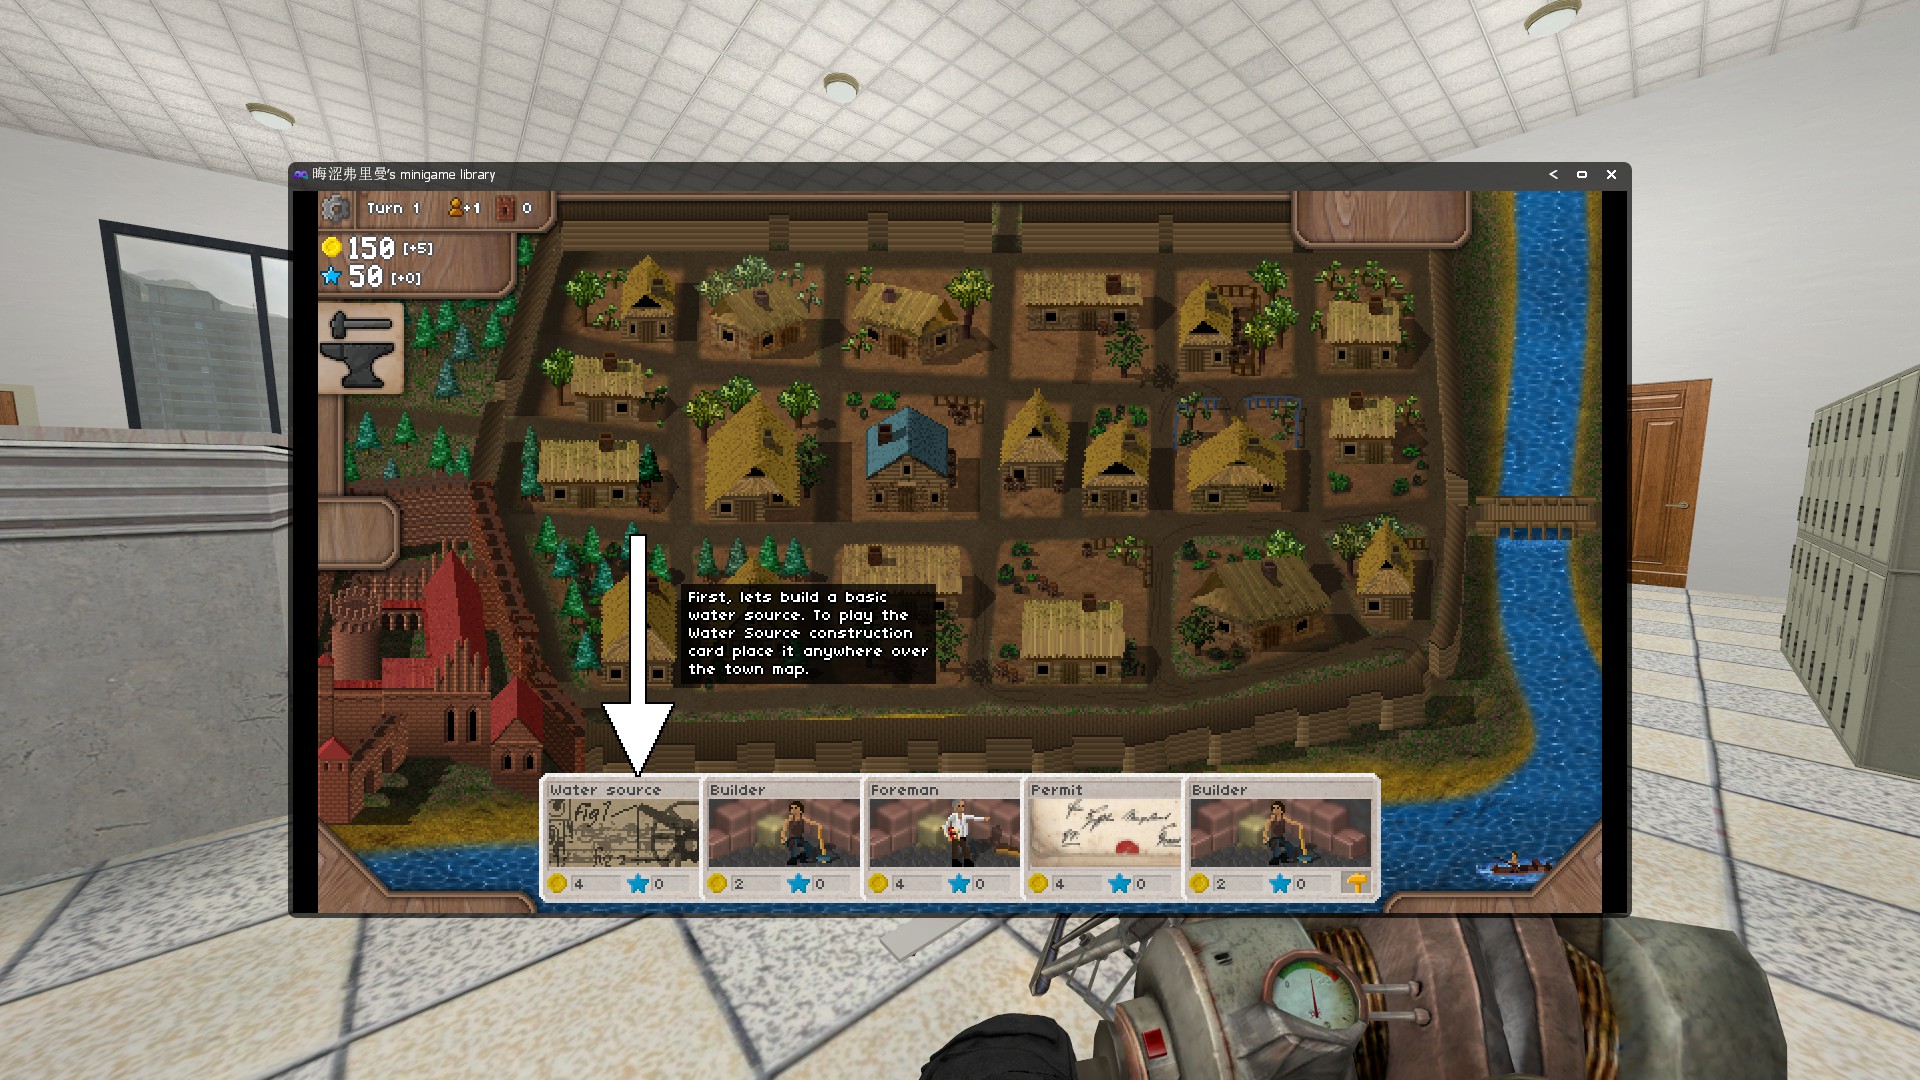 晦涩弗里曼's minigame library
Turn 1 +1 0
150 [+5]
50 [+0]
First, lets build a basic
water source. To play the
Water Source construction
card place it anywhere over
the town map.
Water source
Fig1
4 0
Builder
2 0
Foreman
4 0
Permit
4 0
Builder
2 0